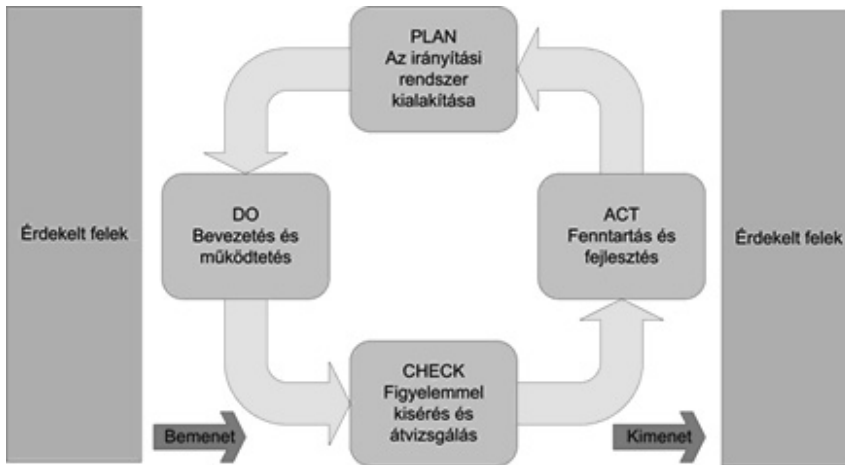 PLAN
Az irányítási
rendszer
kialakítása
Érdekelt felek
DO
Bevezetés és
működtetés
ACT
Fenntartás és
fejlesztés
Érdekelt felek
CHECK
Figyelemmel
kisérés és
átvizsgálás
Bemenet
Kimenet